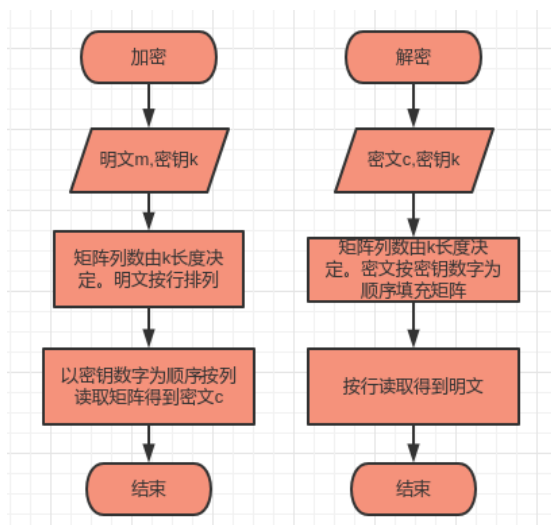 加密
明文m,密钥k
矩阵列数由k长度决
定。明文按行排列
以密钥数字为顺序按列
读取矩阵得到密文c
结束
解密
密文c,密钥k
矩阵列数由k长度决
定。密文按密钥数字为
顺序填充矩阵
按行读取得到明文
结束